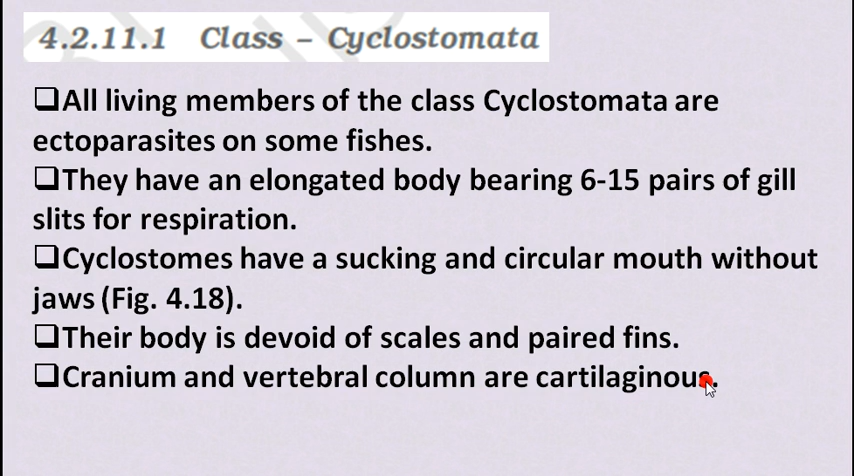 4.2.11.1 Class – Cyclostomata
❑All living members of the class Cyclostomata are
ectoparasites on some fishes.
❑They have an elongated body bearing 6-15 pairs of gill
slits for respiration.
❑Cyclostomes have a sucking and circular mouth without
jaws (Fig. 4.18).
❑Their body is devoid of scales and paired fins.
❑Cranium and vertebral column are cartilaginous.